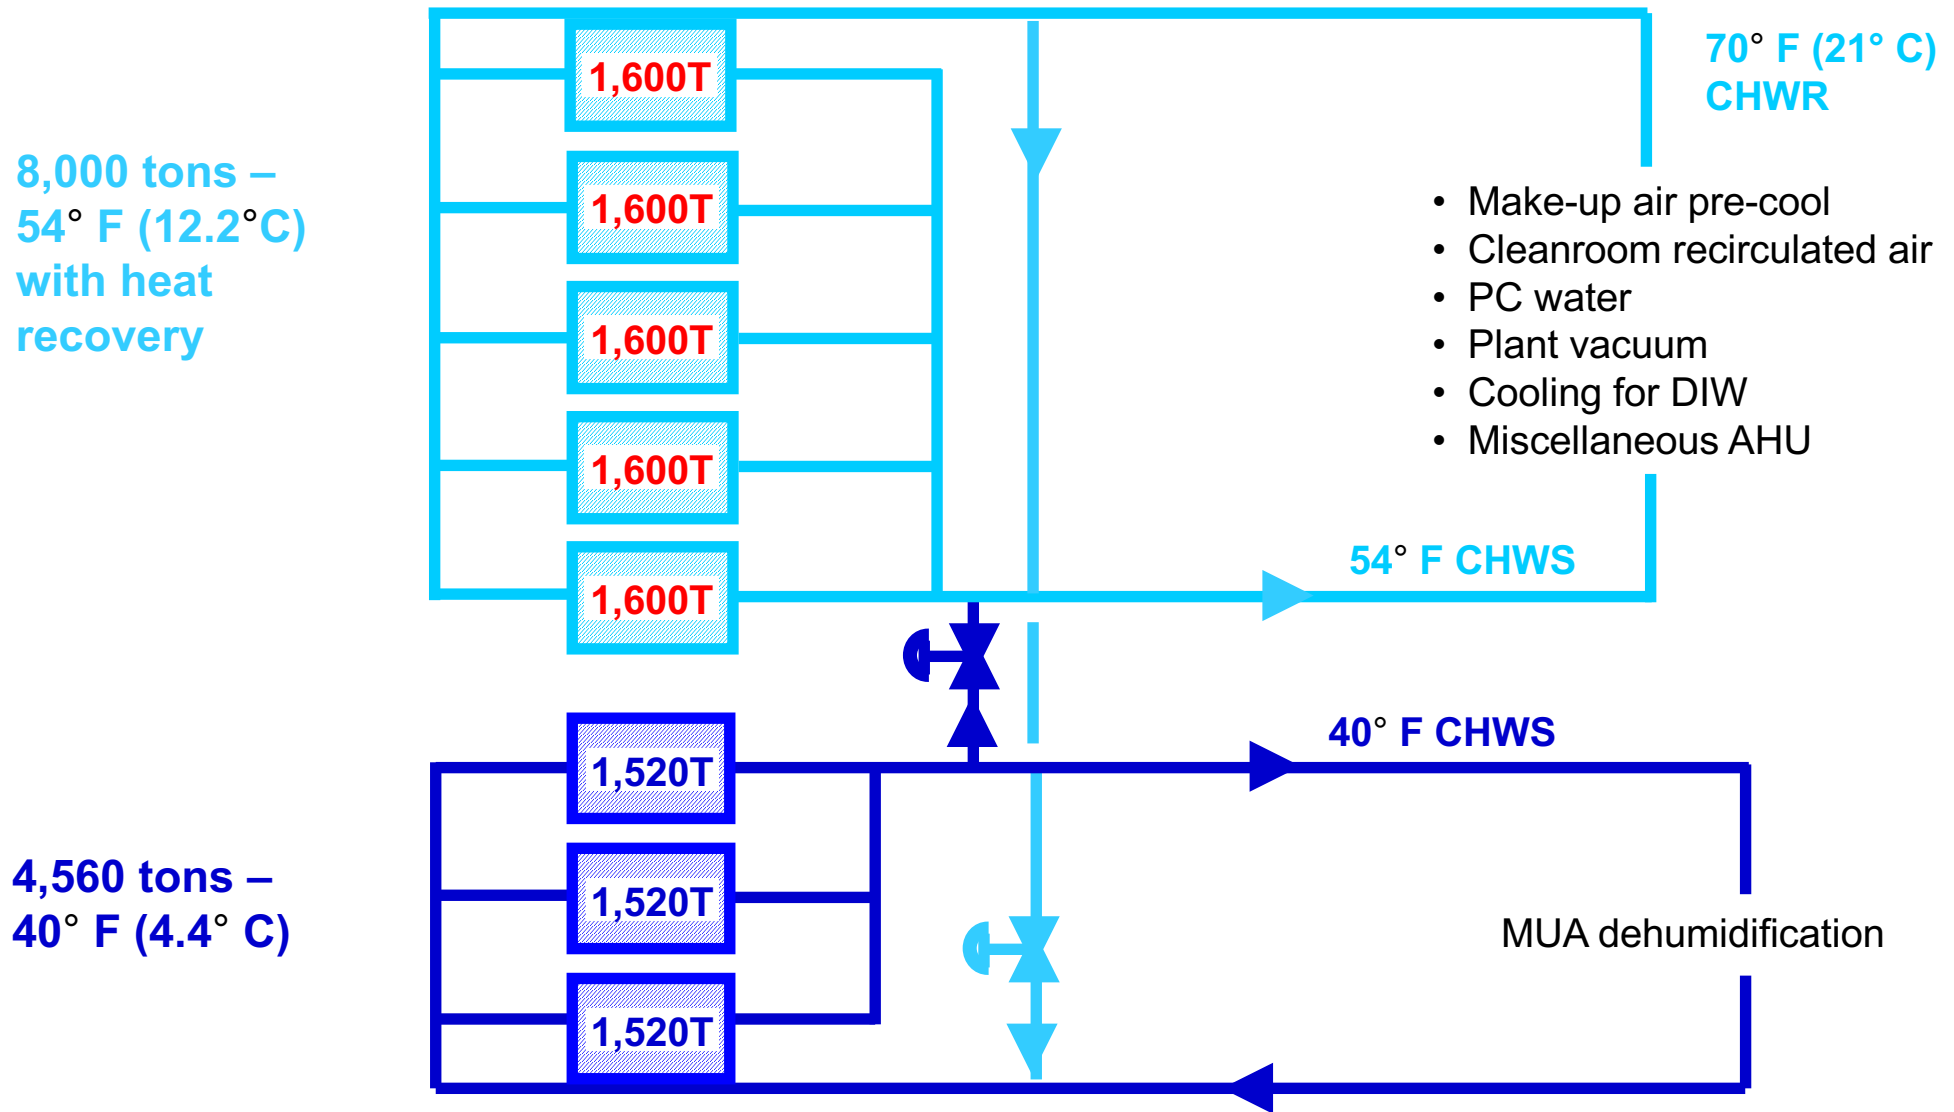 70° F (21° C)
CHWR
1,600T
8,000 tons –
54° F (12.2°C)
with heat
recovery
1,600T
1,600T
1,600T
1,600T
• Make-up air pre-cool
• Cleanroom recirculated air
• PC water
• Plant vacuum
• Cooling for DIW
• Miscellaneous AHU
54° F CHWS
40° F CHWS
1,520T
4,560 tons –
40° F (4.4° C)
1,520T
1,520T
MUA dehumidification